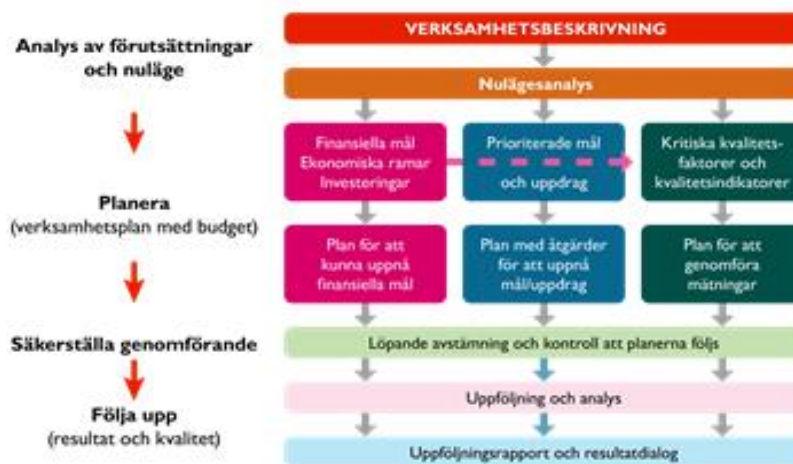 Analys av förutsättningar
och nuläge
Planera
(verksamhetsplan med budget)
Säkerställa genomförande
Följa upp
(resultat och kvalitet)
VERKSAMHETSBESKRIVNING
Nulägesanalys
Finansiella mål
Ekonomiska ramar
Investeringar
Prioriterade mål
och uppdrag
Kritiska kvalitets-
faktorer och
kvalitetsindikatorer
Plan för att
kunna uppnå
finansiella mål
Plan med åtgärder
för att uppnå
mål/uppdrag
Plan för att
genomföra
mätningar
Löpande avstämning och kontroll att planerna följs
Uppföljning och analys
Uppföljningsrapport och resultatdialog